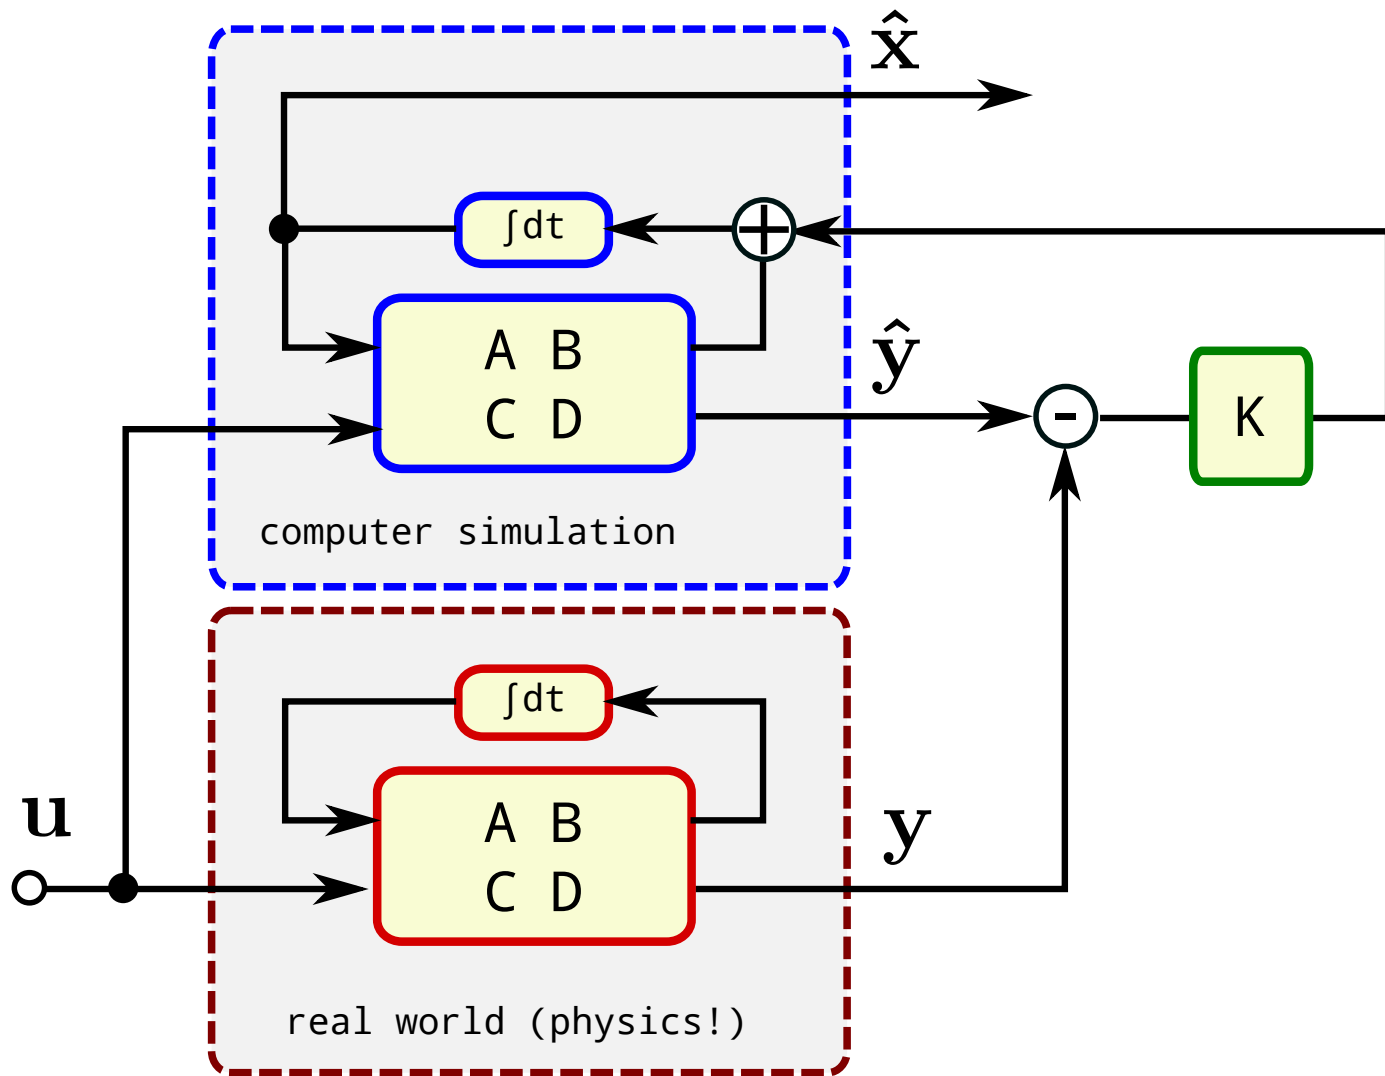 x̂
∫dt
A B
C D
ŷ
-
K
computer simulation
∫dt
A B
C D
u
y
real world (physics!)